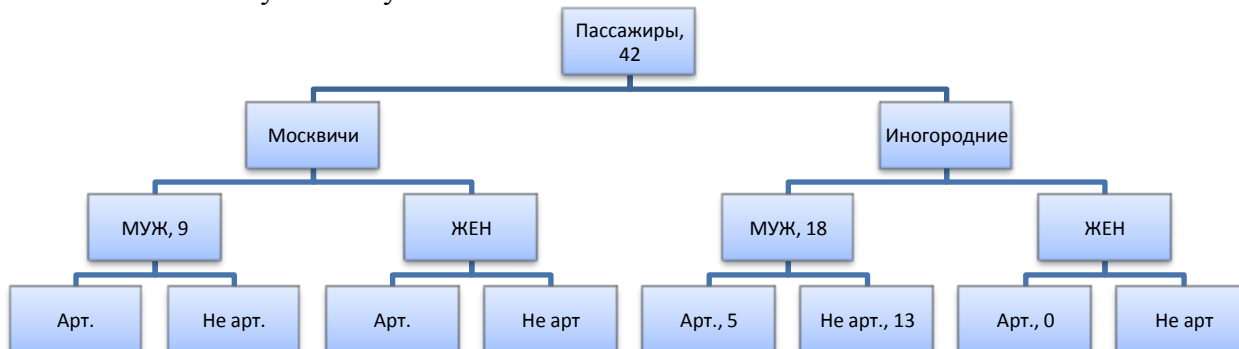 Пассажиры,
42
Москвичи
Иногородние
МУЖ, 9
ЖЕН
МУЖ, 18
ЖЕН
Арт.
Не арт.
Арт.
Не арт
Арт., 5
Не арт., 13
Арт., 0
Не арт